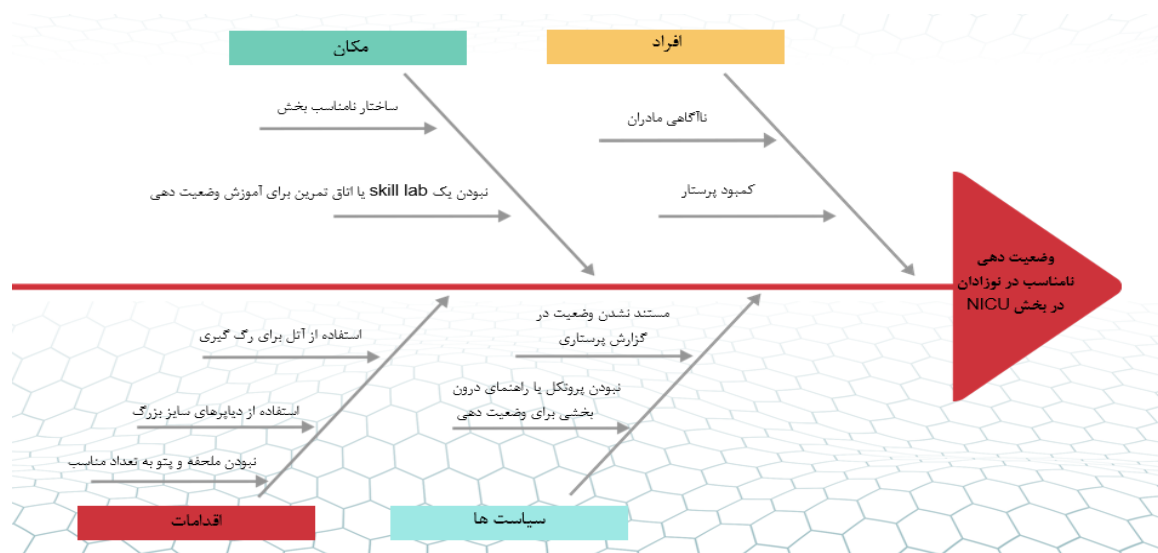 افراد
مکان
ناآگاهی مادران
کمبود پرستار
ساختار نامناسب بخش
نبودن یک skill lab یا اتاق تمرین برای آموزش وضعیت دهی
وضعیت دهی
نامناسب در نوزادان
در بخش NICU
مستند نشدن وضعیت در
گزارش پرستاری
نبودن پروتکل یا راهنمای درون
بخشی برای وضعیت دهی
استفاده از آتل برای رگ گیری
استفاده از دیاپرهای سایز بزرگ
نبودن ملحفه و پتو به تعداد مناسب
سیاست ها
اقدامات